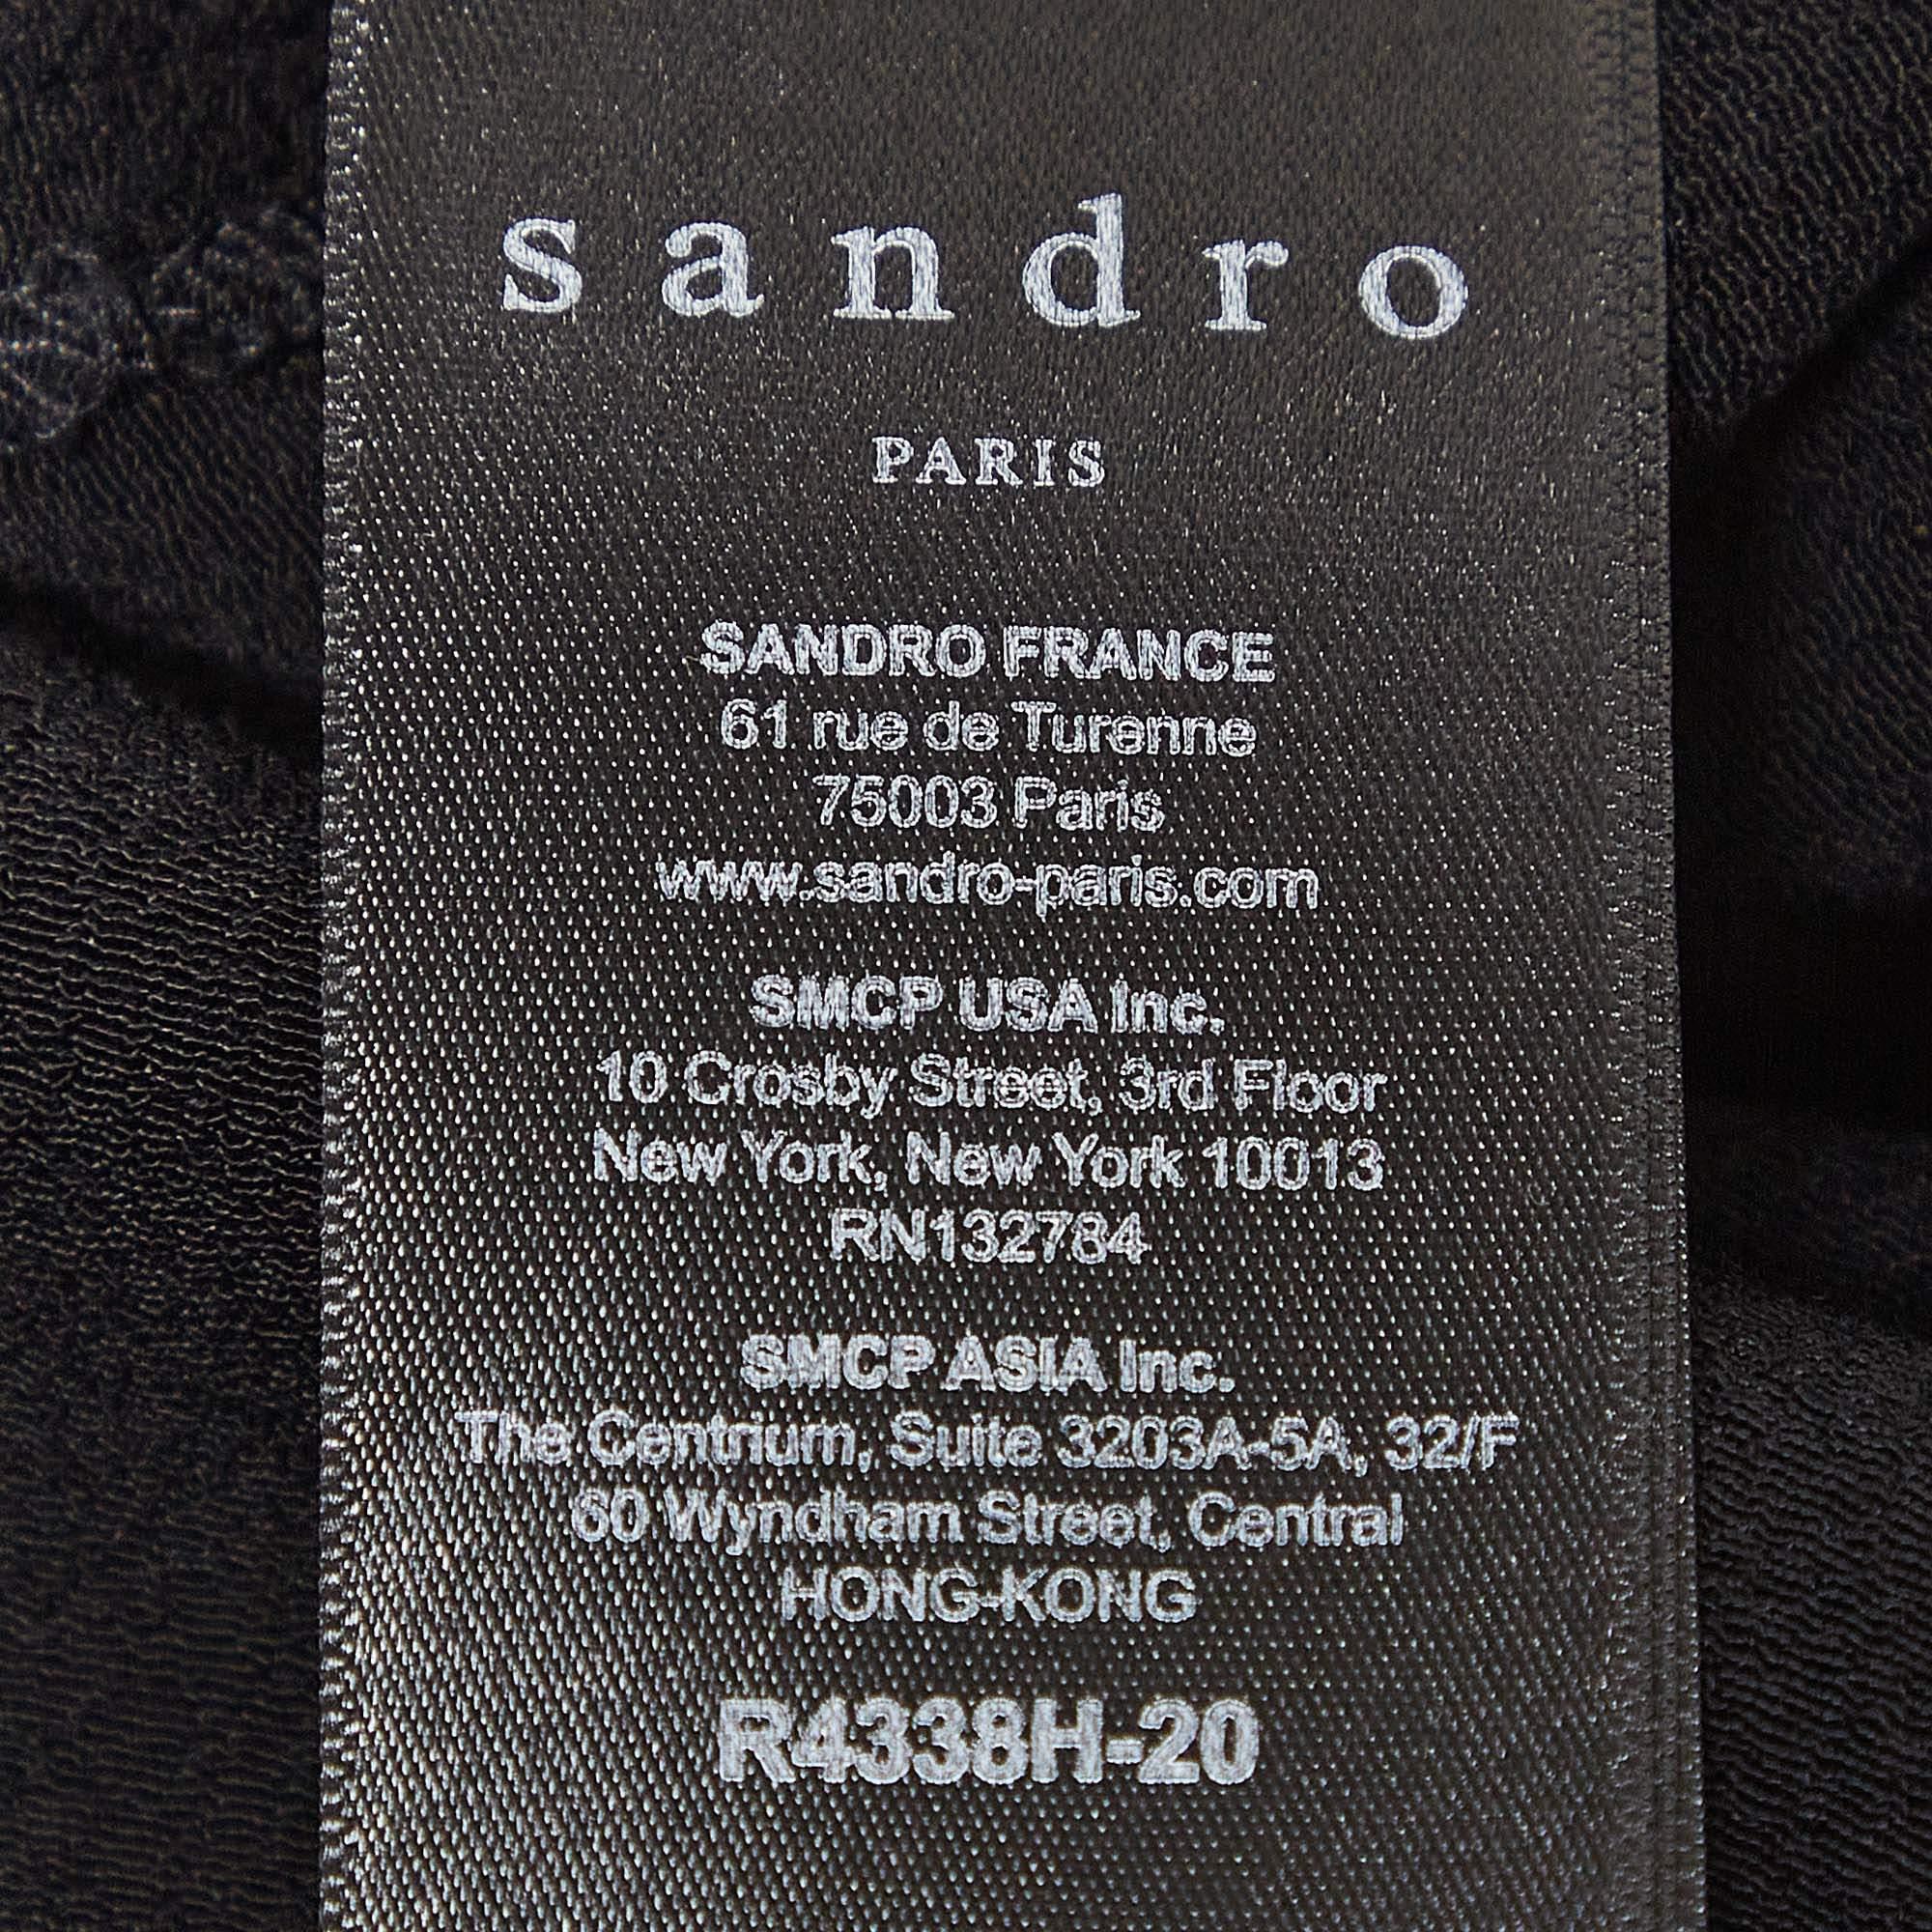 sandro
PARIS
SANDRO FRANCE
61 rue de Turenne
75003 Paris
www.sandro-paris.com
SMCP USA Inc.
10 Crosby Street, 3rd Floor
New York, New York 10013
RN132784
SMCP ASIA Inc.
The Centrium, Suite 3203A-5A, 32/F
60 Wyndham Street, Central
HONG-KONG
R4338H-20